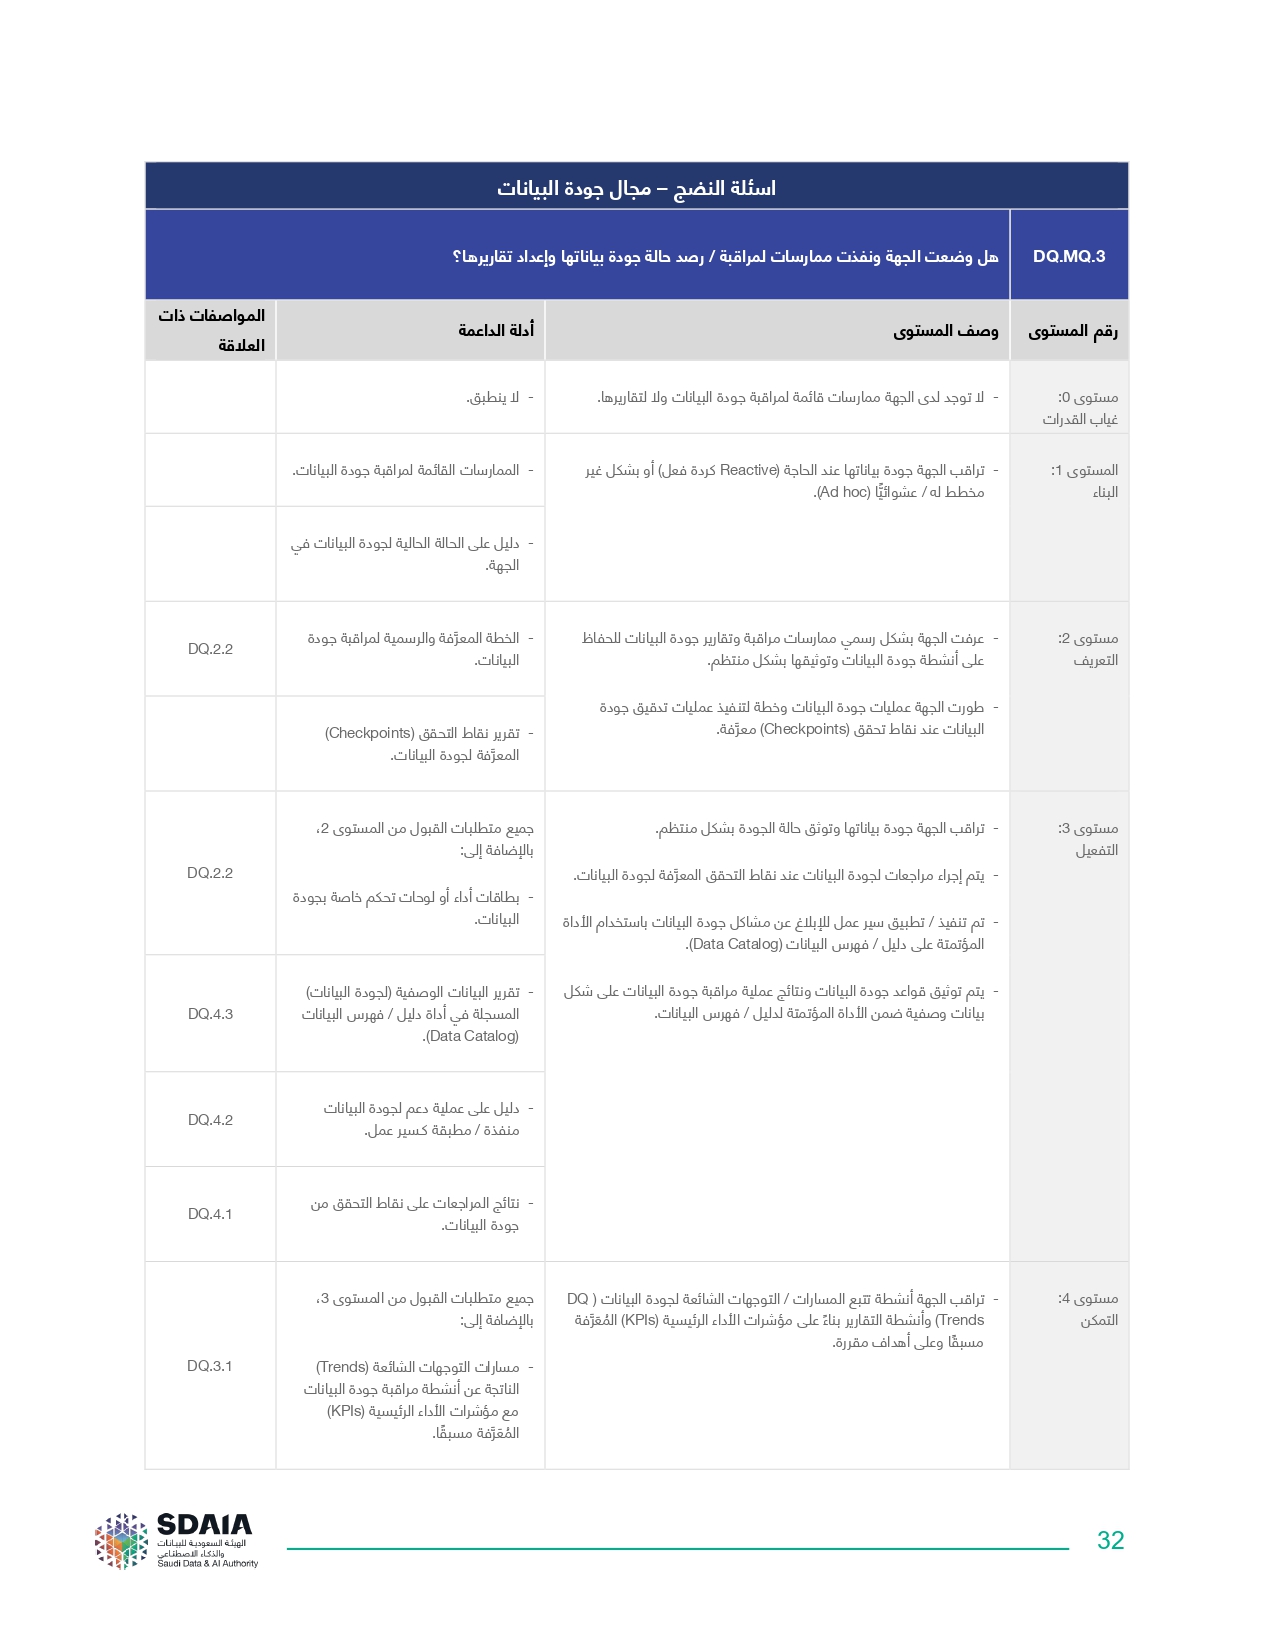 اسئلة النضج – مجال جودة البيانات
DQ.MQ.3
هل وضعت الجهة ونفذت ممارسات لمراقبة / رصد حالة جودة بياناتها وإعداد تقاريرها؟
رقم المستوى
وصف المستوى
أدلة الداعمة
المواصفات ذات
العلاقة
مستوى 0:
غياب القدرات
- لا توجد لدى الجهة ممارسات قائمة لمراقبة جودة البيانات ولا لتقاريرها.
- لا ينطبق.
المستوى 1:
البناء
- تراقب الجهة جودة بياناتها عند الحاجة (Reactive كردة فعل) أو بشكل غير
مخطط له / عشوائيًّا (Ad hoc).
- الممارسات القائمة لمراقبة جودة البيانات.
- دليل على الحالة الحالية لجودة البيانات في
الجهة.
مستوى 2:
التعريف
- عرفت الجهة بشكل رسمي ممارسات مراقبة وتقارير جودة البيانات للحفاظ
على أنشطة جودة البيانات وتوثيقها بشكل منتظم.
- طورت الجهة عمليات جودة البيانات وخطة لتنفيذ عمليات تدقيق جودة
البيانات عند نقاط تحقق (Checkpoints) معرَّفة.
- الخطة المعرَّفة والرسمية لمراقبة جودة
البيانات.
DQ.2.2
- تقرير نقاط التحقق (Checkpoints)
المعرَّفة لجودة البيانات.
مستوى 3:
التفعيل
- تراقب الجهة جودة بياناتها وتوثق حالة الجودة بشكل منتظم.
- يتم إجراء مراجعات لجودة البيانات عند نقاط التحقق المعرَّفة لجودة البيانات.
- تم تنفيذ / تطبيق سير عمل للإبلاغ عن مشاكل جودة البيانات باستخدام الأداة
المؤتمتة على دليل / فهرس البيانات (Data Catalog).
- يتم توثيق قواعد جودة البيانات ونتائج عملية مراقبة جودة البيانات على شكل
بيانات وصفية ضمن الأداة المؤتمتة لدليل / فهرس البيانات.
جميع متطلبات القبول من المستوى 2،
بالإضافة إلى:
- بطاقات أداء أو لوحات تحكم خاصة بجودة
البيانات.
DQ.2.2
- تقرير البيانات الوصفية (لجودة البيانات)
المسجلة في أداة دليل / فهرس البيانات
(Data Catalog).
DQ.4.3
- دليل على عملية دعم لجودة البيانات
منفذة / مطبقة كسير عمل.
DQ.4.2
- نتائج المراجعات على نقاط التحقق من
جودة البيانات.
DQ.4.1
مستوى 4:
التمكن
- تراقب الجهة أنشطة تتبع المسارات / التوجهات الشائعة لجودة البيانات ( DQ
Trends) وأنشطة التقارير بناءً على مؤشرات الأداء الرئيسية (KPIs) المُعَرَّفة
مسبقًا وعلى أهداف مقررة.
جميع متطلبات القبول من المستوى 3،
بالإضافة إلى:
- مسارات التوجهات الشائعة (Trends)
الناتجة عن أنشطة مراقبة جودة البيانات
مع مؤشرات الأداء الرئيسية (KPIs)
المُعَرَّفة مسبقًا.
DQ.3.1
SDAIA
الهيئة السعودية للبيانات
والذكاء الاصطناعي
Saudi Data & AI Authority
32